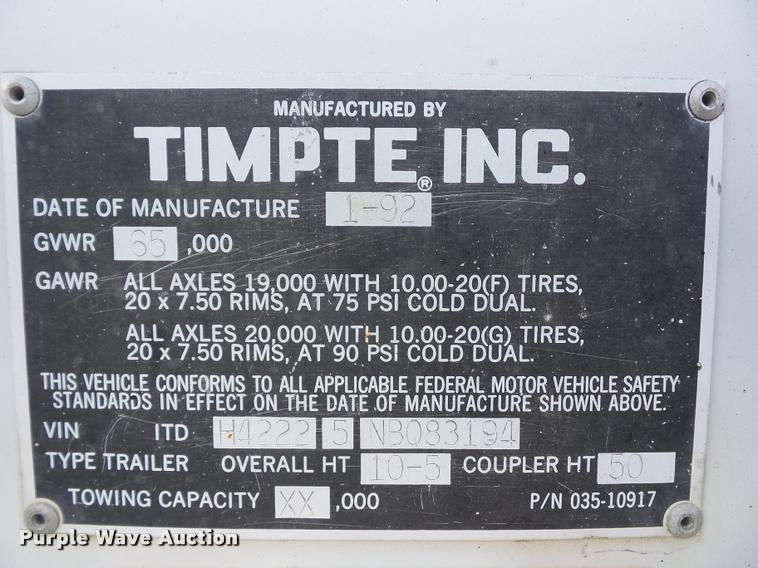 MANUFACTURED BY
TIMPTE® INC.
DATE OF MANUFACTURE 1-92
GVWR 65 ,000
GAWR ALL AXLES 19,000 WITH 10.00-20(F) TIRES,
20 x 7.50 RIMS, AT 75 PSI COLD DUAL.
ALL AXLES 20,000 WITH 10.00-20(G) TIRES,
20 x 7.50 RIMS, AT 90 PSI COLD DUAL.
THIS VEHICLE CONFORMS TO ALL APPLICABLE FEDERAL MOTOR VEHICLE SAFETY
STANDARDS IN EFFECT ON THE DATE OF MANUFACTURE SHOWN ABOVE.
VIN 1TD H4222 5 NB083194
TYPE TRAILER OVERALL HT 10-5 COUPLER HT 50
TOWING CAPACITY XX ,000 P/N 035-10917
Purple Wave Auction